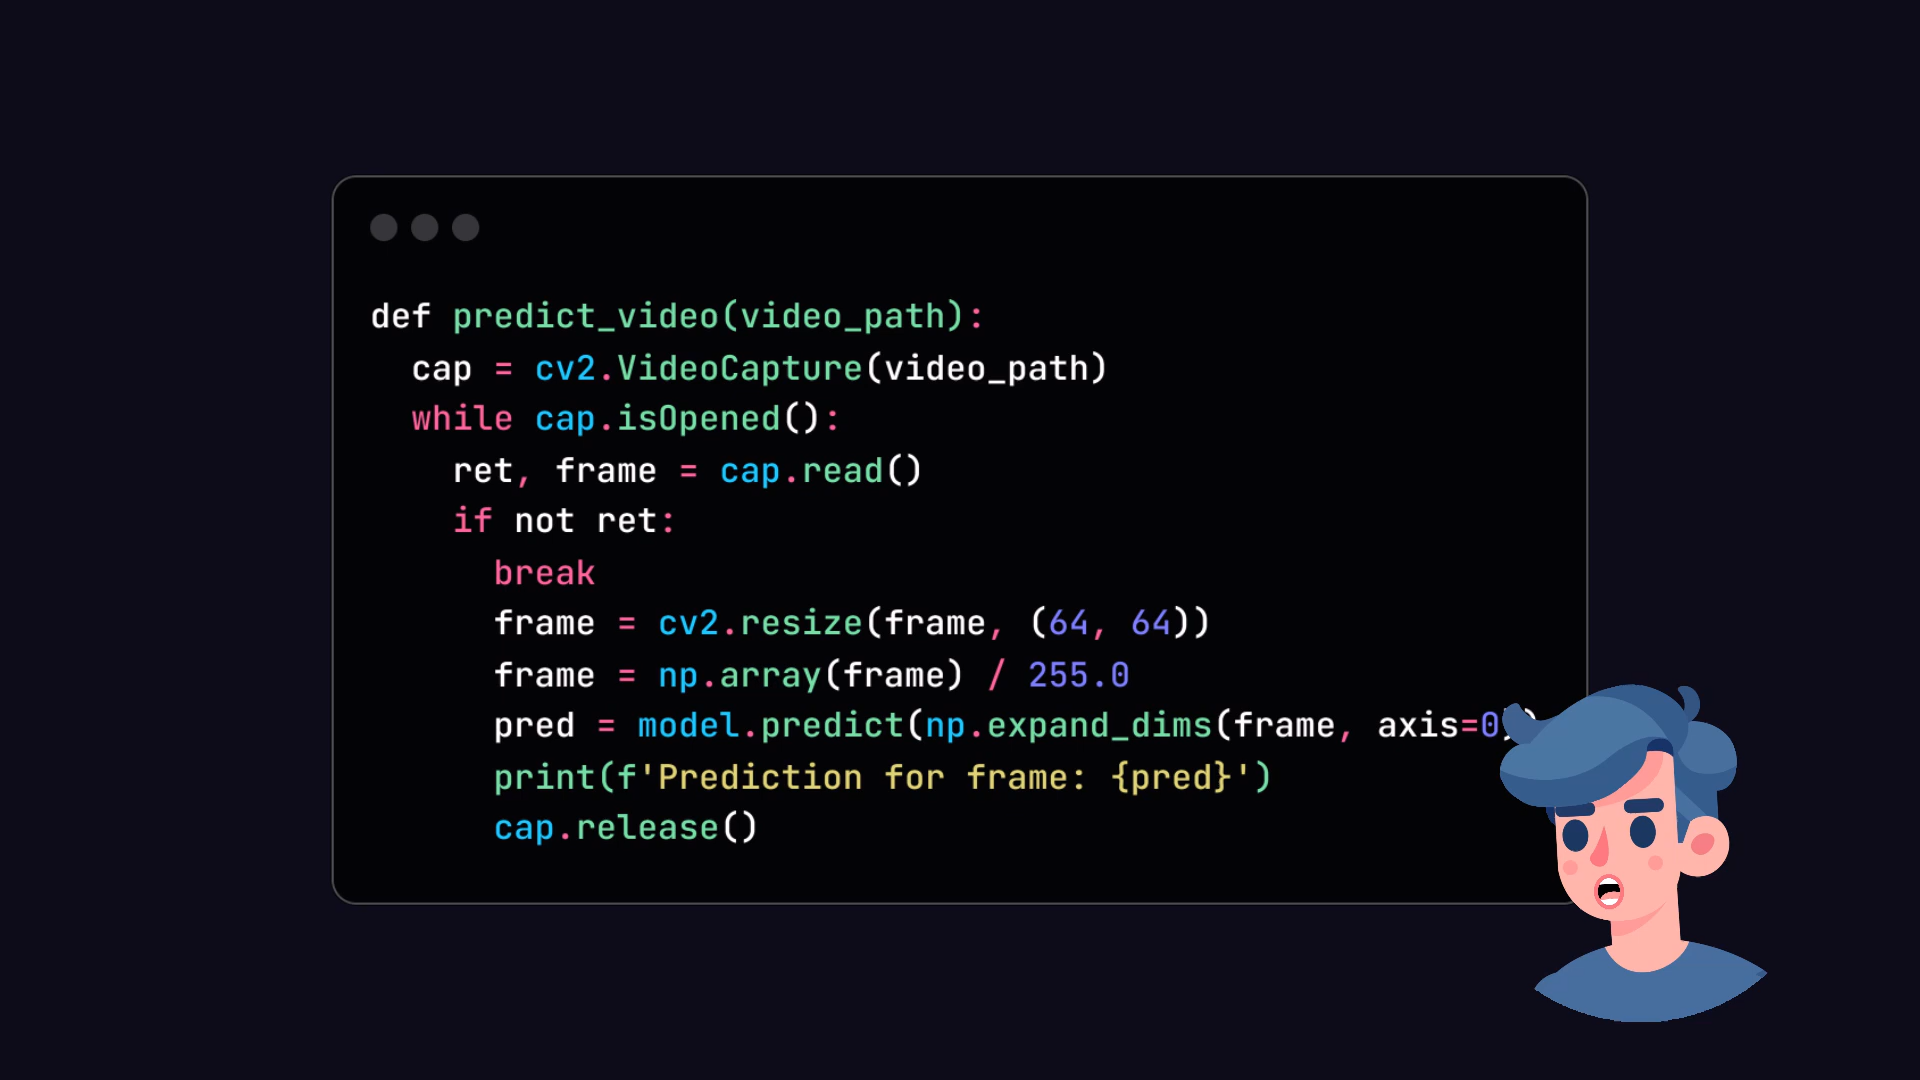 def predict_video(video_path):
cap = cv2.VideoCapture(video_path)
while cap.isOpened():
ret, frame = cap.read()
if not ret:
break
frame = cv2.resize(frame, (64, 64))
frame = np.array(frame) / 255.0
pred = model.predict(np.expand_dims(frame, axis=0))
print(f'Prediction for frame: {pred}')
cap.release()